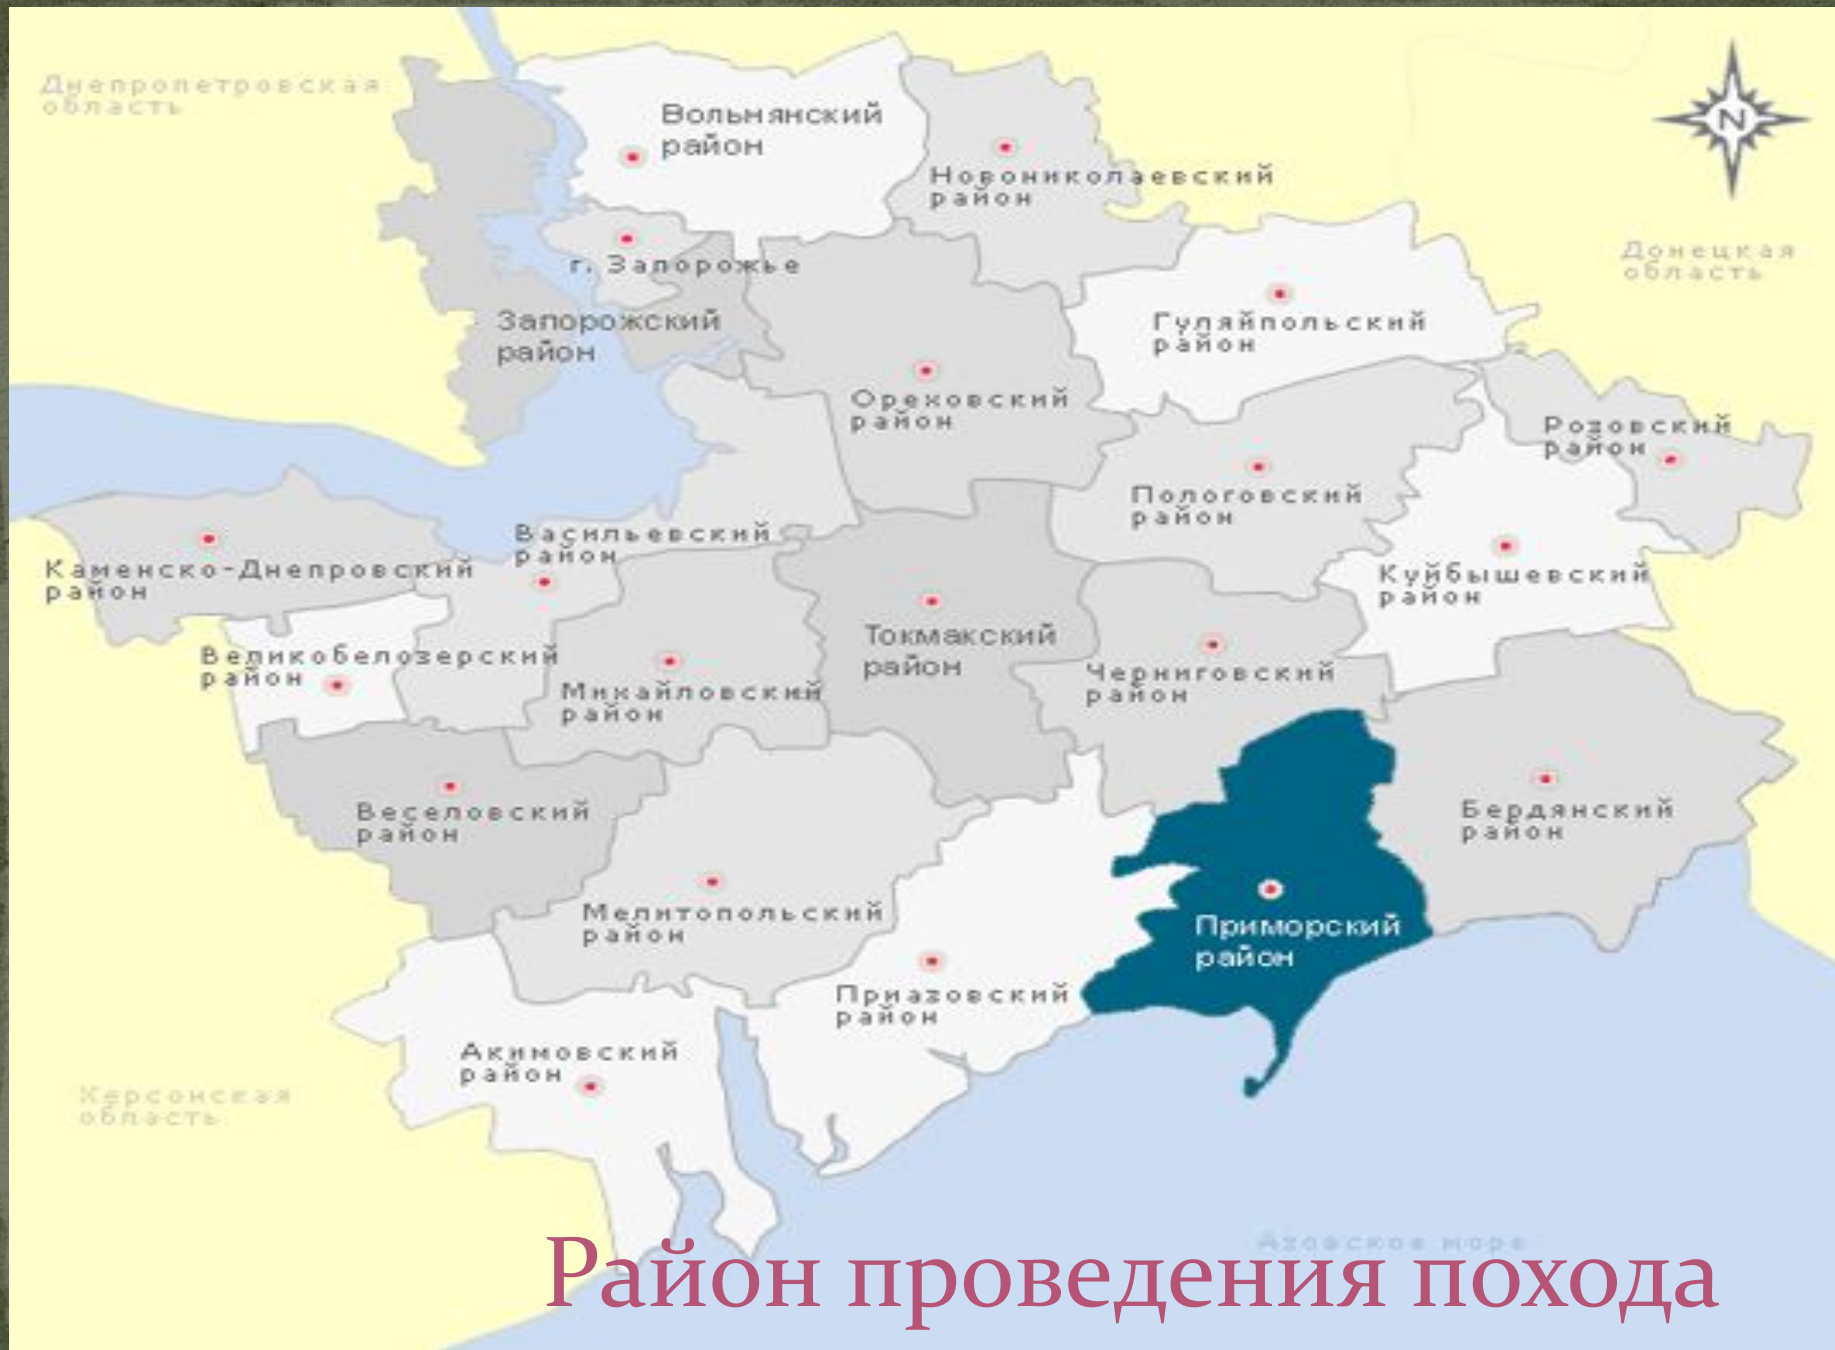 Днепропетровская
область
Вольнянский
район
N
Новониколаевский
район
г. Запорожье
Донецкая
область
Запорожский
район
Гуляйпольский
район
Ореховский
район
Розовский
район
Пологовский
район
Васильевский
район
Каменско-Днепровский
район
Куйбышевский
район
Токмакский
район
Великобелозерский
район
Черниговский
район
Михайловский
район
Веселовский
район
Бердянский
район
Мелитопольский
район
Приморский
район
Приазовский
район
Акимовский
район
Херсонская
область
Азовское море
Район проведения похода